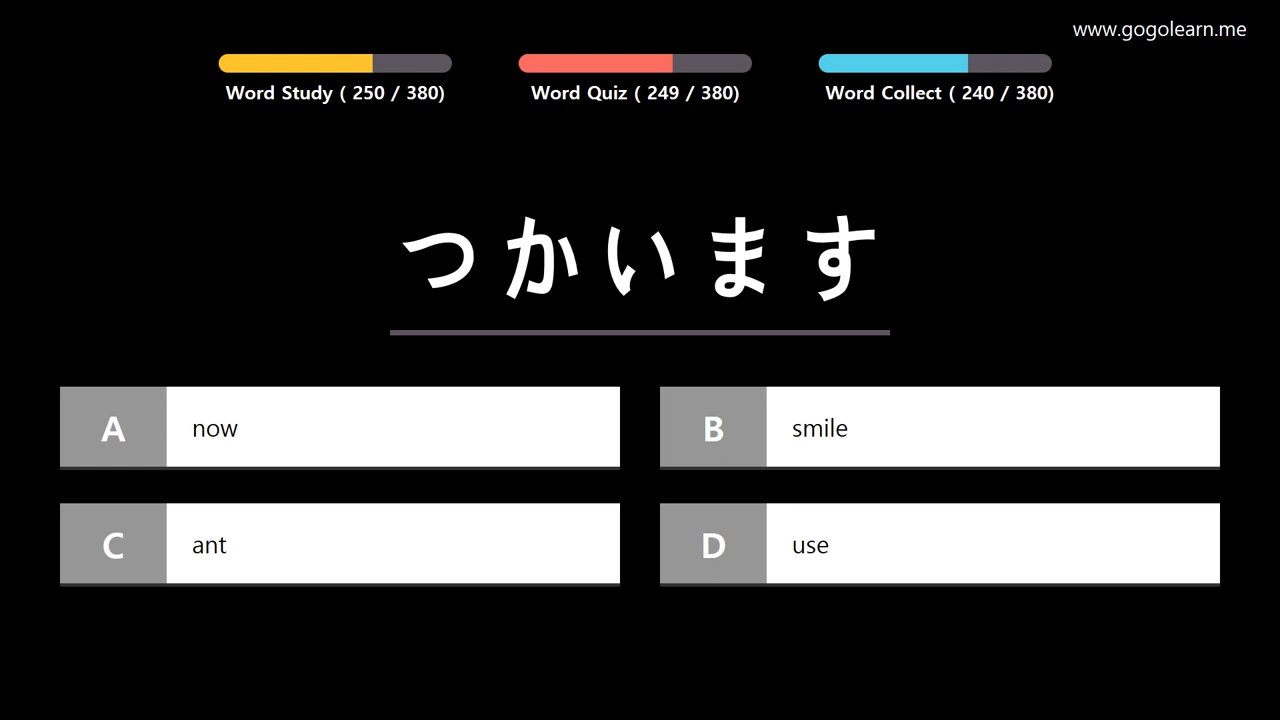 www.gogolearn.me
Word Study ( 250 / 380)
Word Quiz ( 249 / 380)
Word Collect ( 240 / 380)
つかいます
A now
B smile
C ant
D use